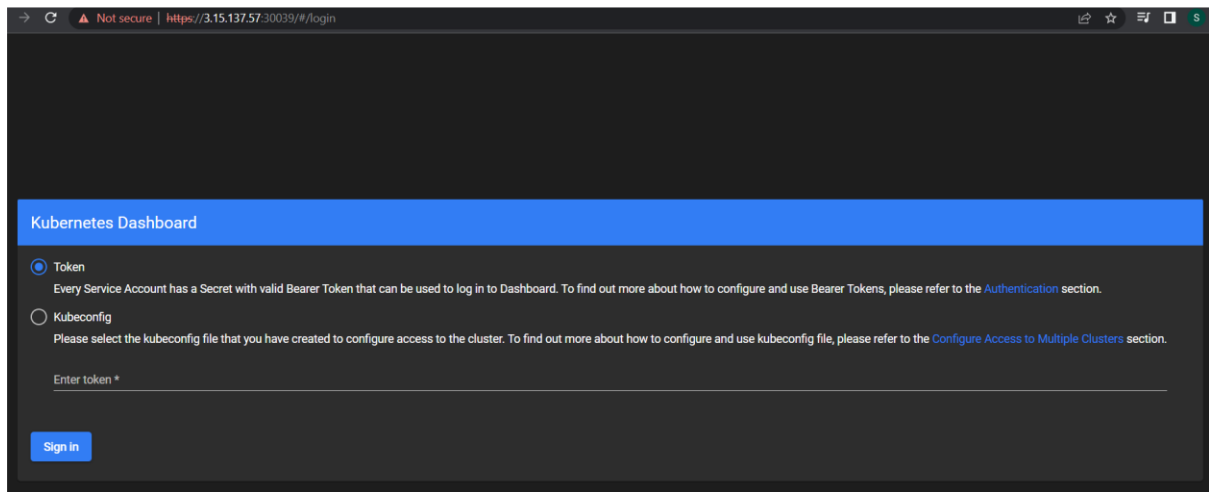 Not secure | https://3.15.137.57:30039/#/login
S
Kubernetes Dashboard
Token
Every Service Account has a Secret with valid Bearer Token that can be used to log in to Dashboard. To find out more about how to configure and use Bearer Tokens, please refer to the Authentication section.
Kubeconfig
Please select the kubeconfig file that you have created to configure access to the cluster. To find out more about how to configure and use kubeconfig file, please refer to the Configure Access to Multiple Clusters section.
Enter token *
Sign in